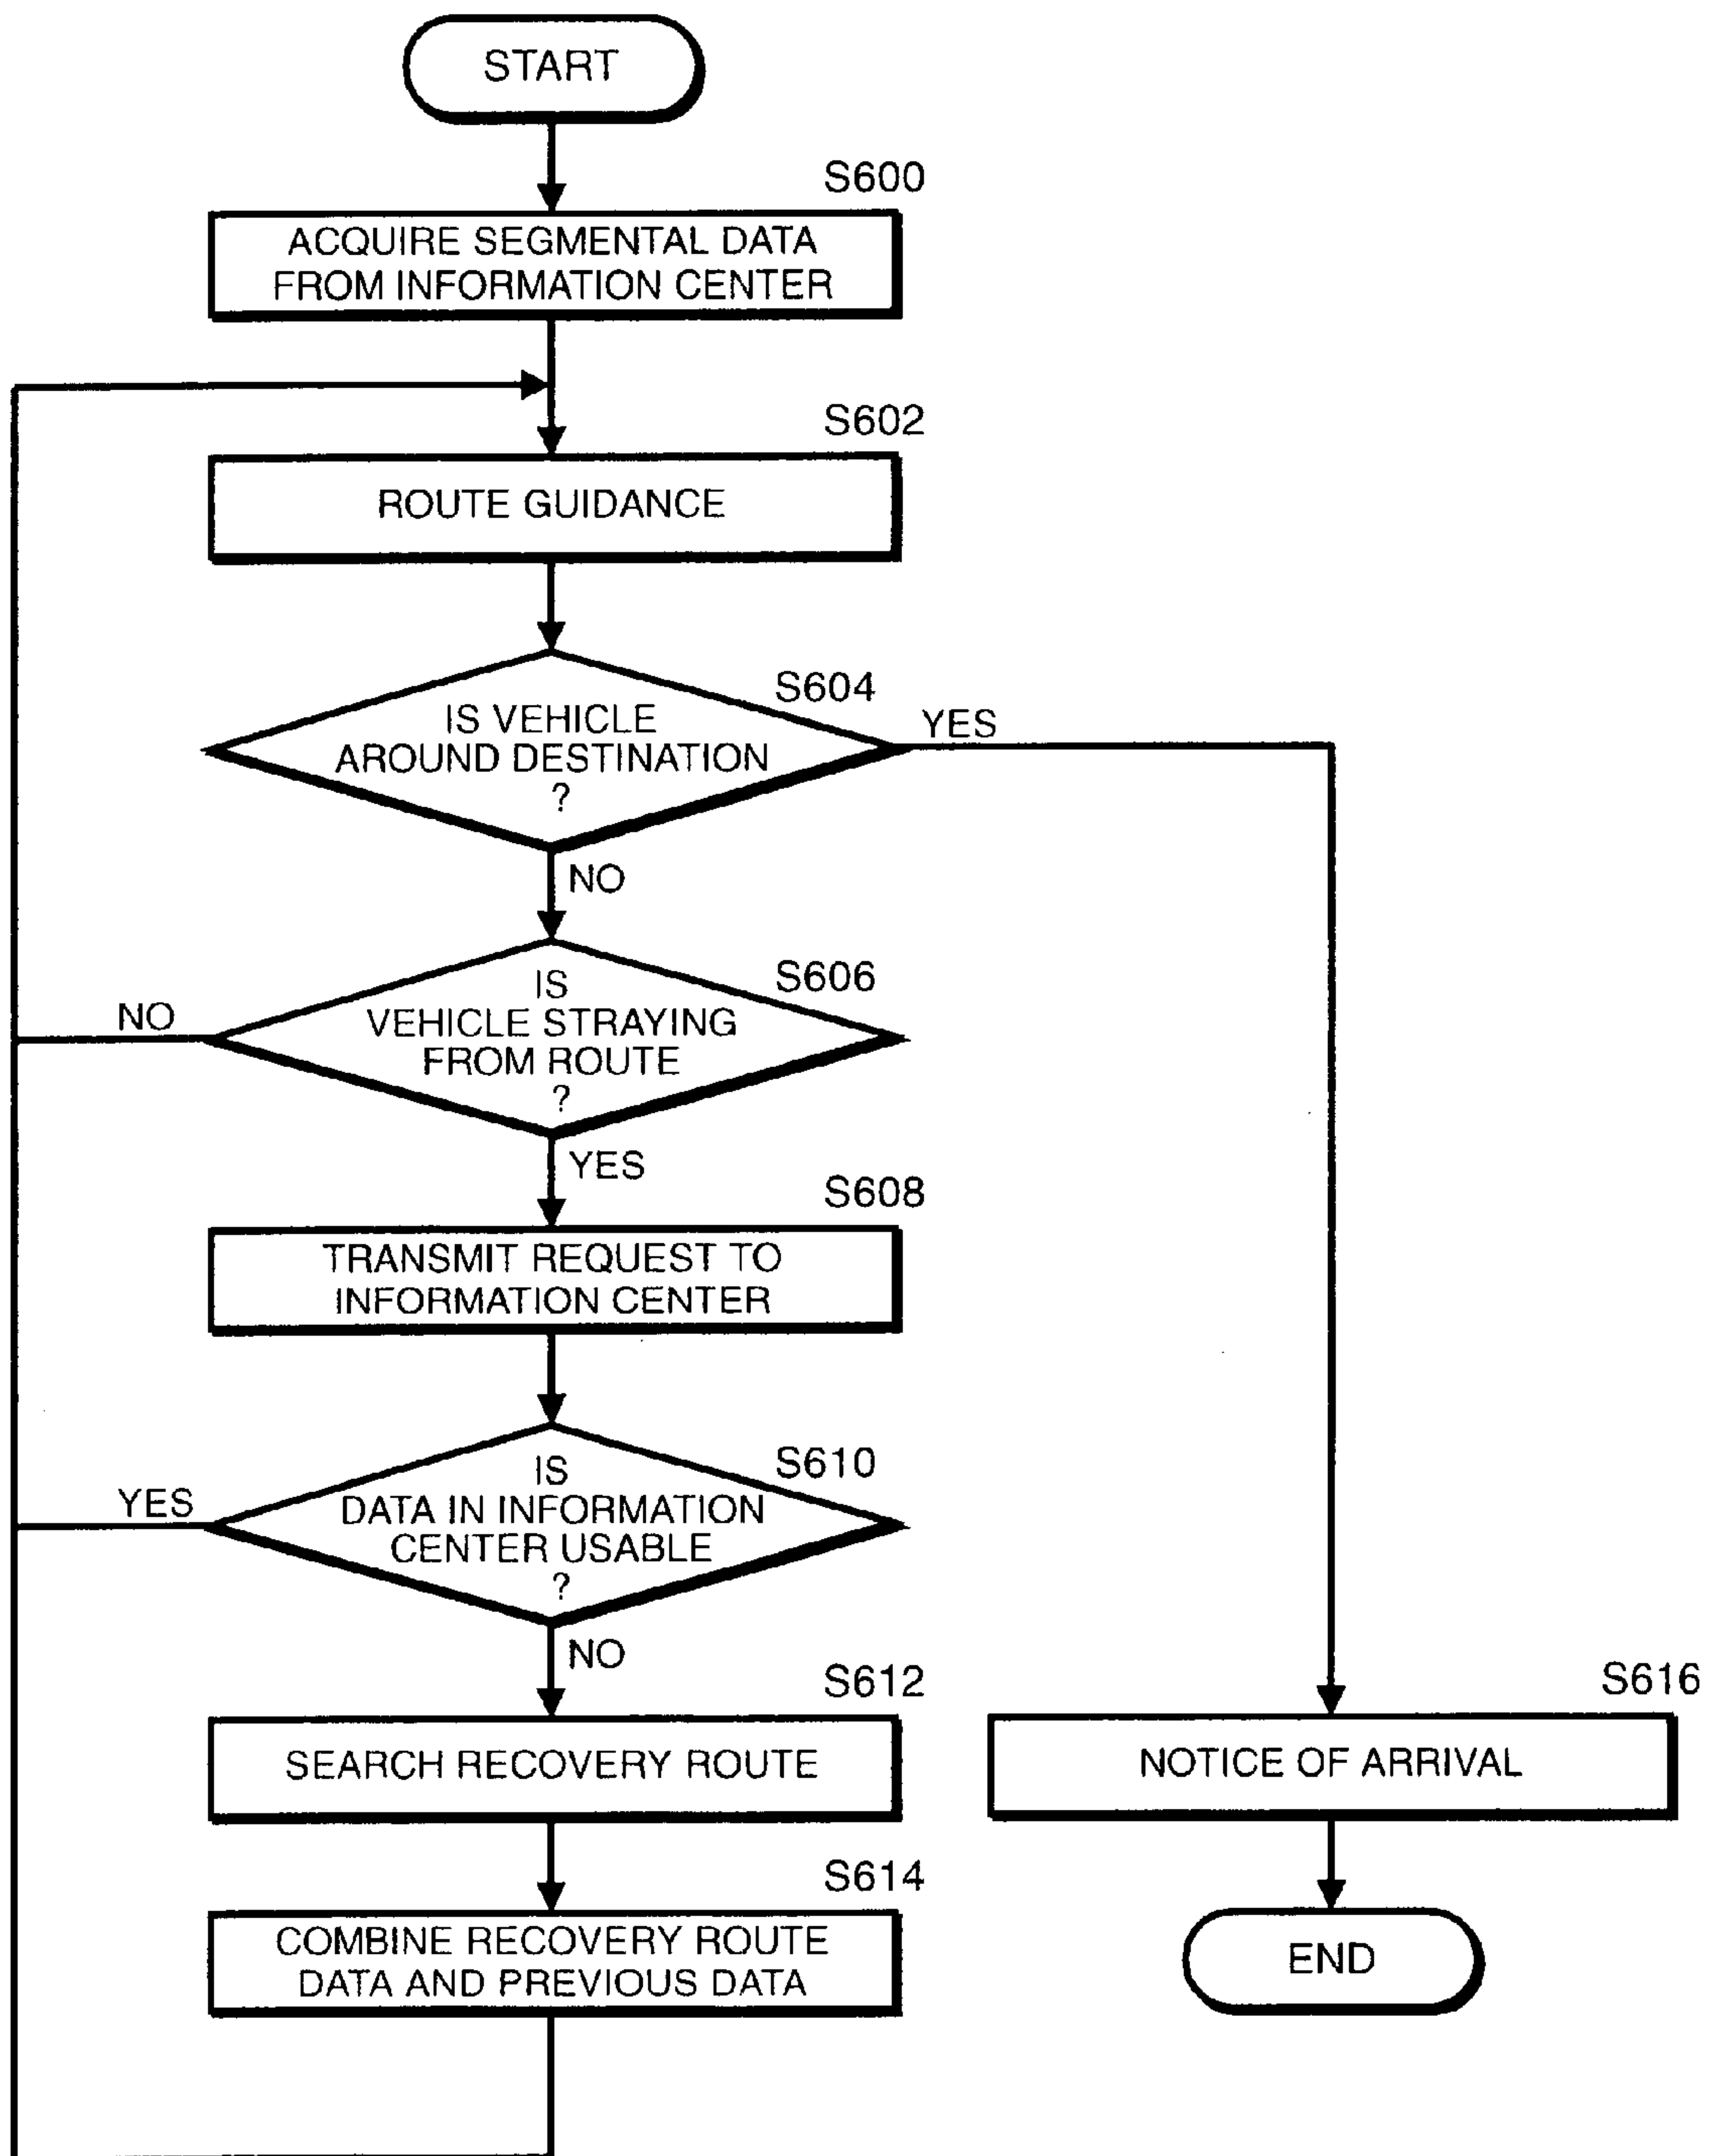 START
S600
ACQUIRE SEGMENTAL DATA
FROM INFORMATION CENTER
S602
ROUTE GUIDANCE
S604
IS VEHICLE
AROUND DESTINATION
?
YES
NO
S606
IS
VEHICLE STRAYING
FROM ROUTE
?
NO
YES
S608
TRANSMIT REQUEST TO
INFORMATION CENTER
S610
IS
DATA IN INFORMATION
CENTER USABLE
?
YES
NO
S612
SEARCH RECOVERY ROUTE
S614
COMBINE RECOVERY ROUTE
DATA AND PREVIOUS DATA
S616
NOTICE OF ARRIVAL
END